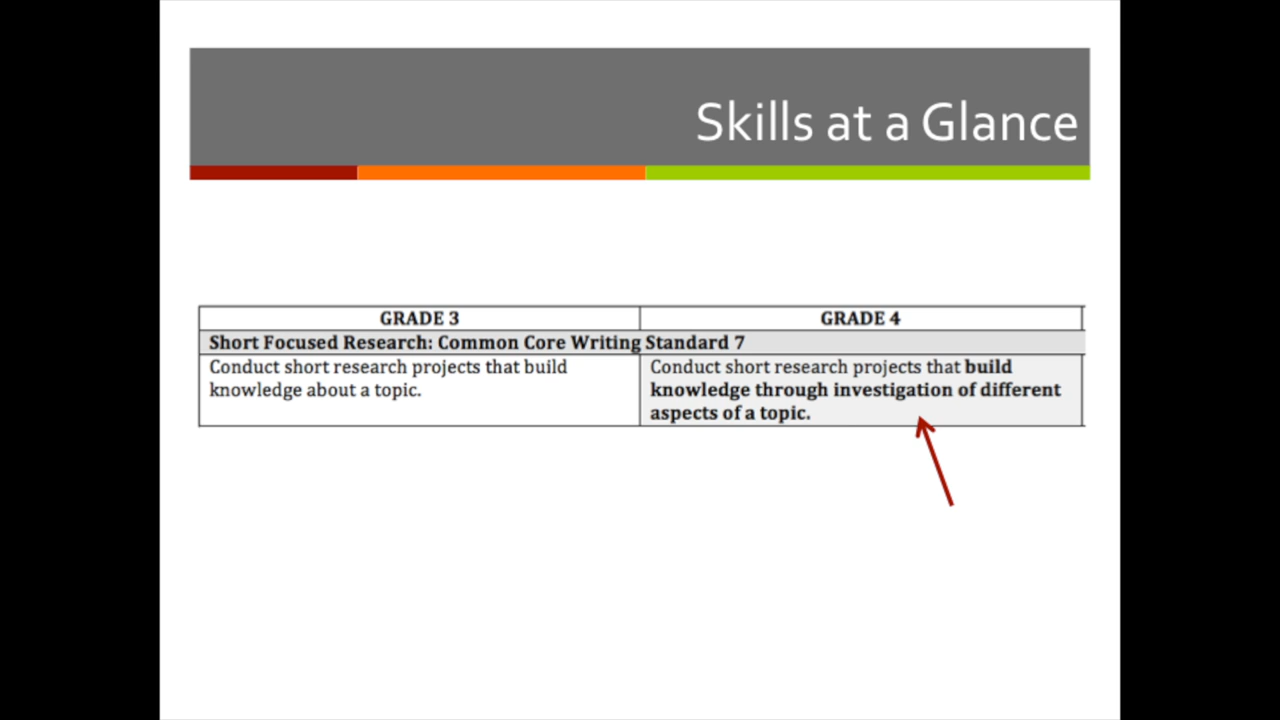 Skills at a Glance
GRADE 3
GRADE 4
Short Focused Research: Common Core Writing Standard 7
Conduct short research projects that build
knowledge about a topic.
Conduct short research projects that build
knowledge through investigation of different
aspects of a topic.